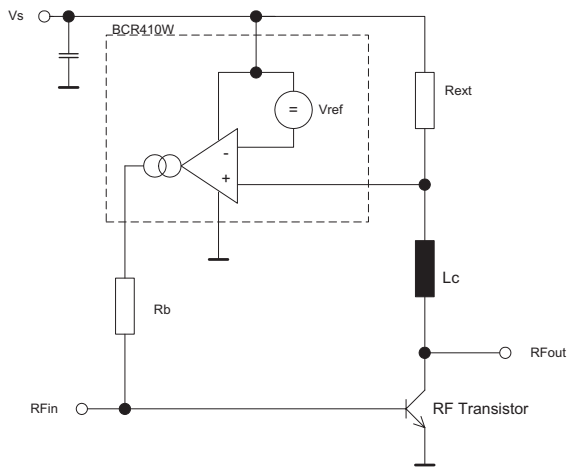 Vs
BCR410W
Rext
=
Vref
-
+
Lc
Rb
RFout
RFin
RF Transistor